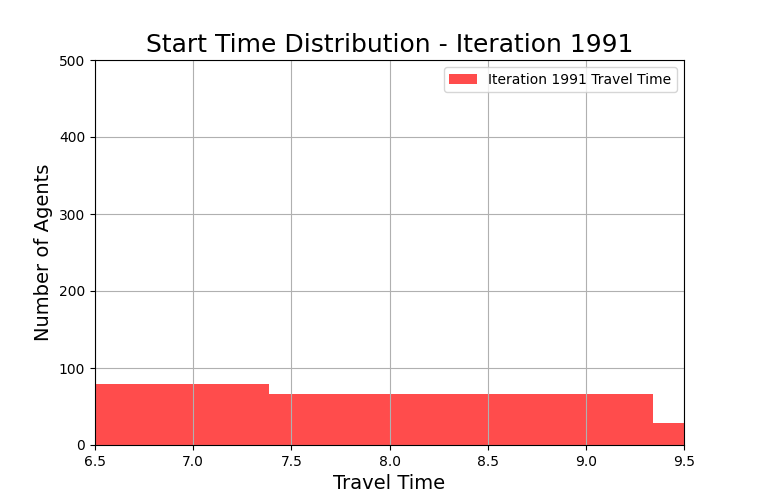 Start Time Distribution - Iteration 1991
Iteration 1991 Travel Time
Number of Agents
500
400
300
200
100
0
6.5 7.0 7.5 8.0 8.5 9.0 9.5
Travel Time